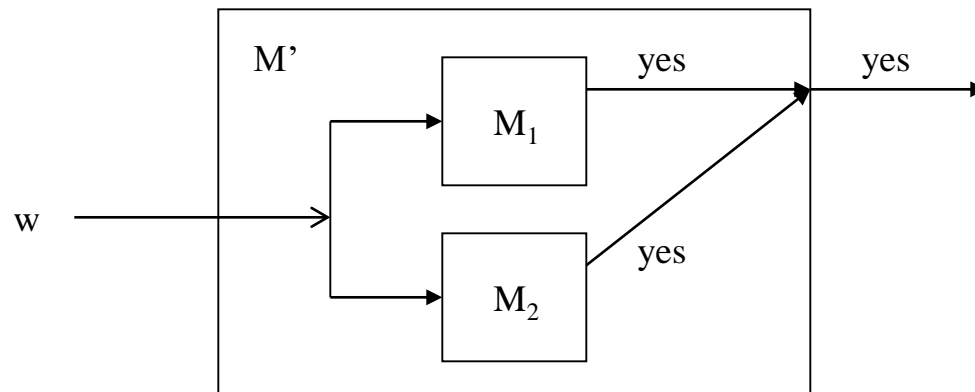 M’
yes
yes
M₁
w
yes
M₂